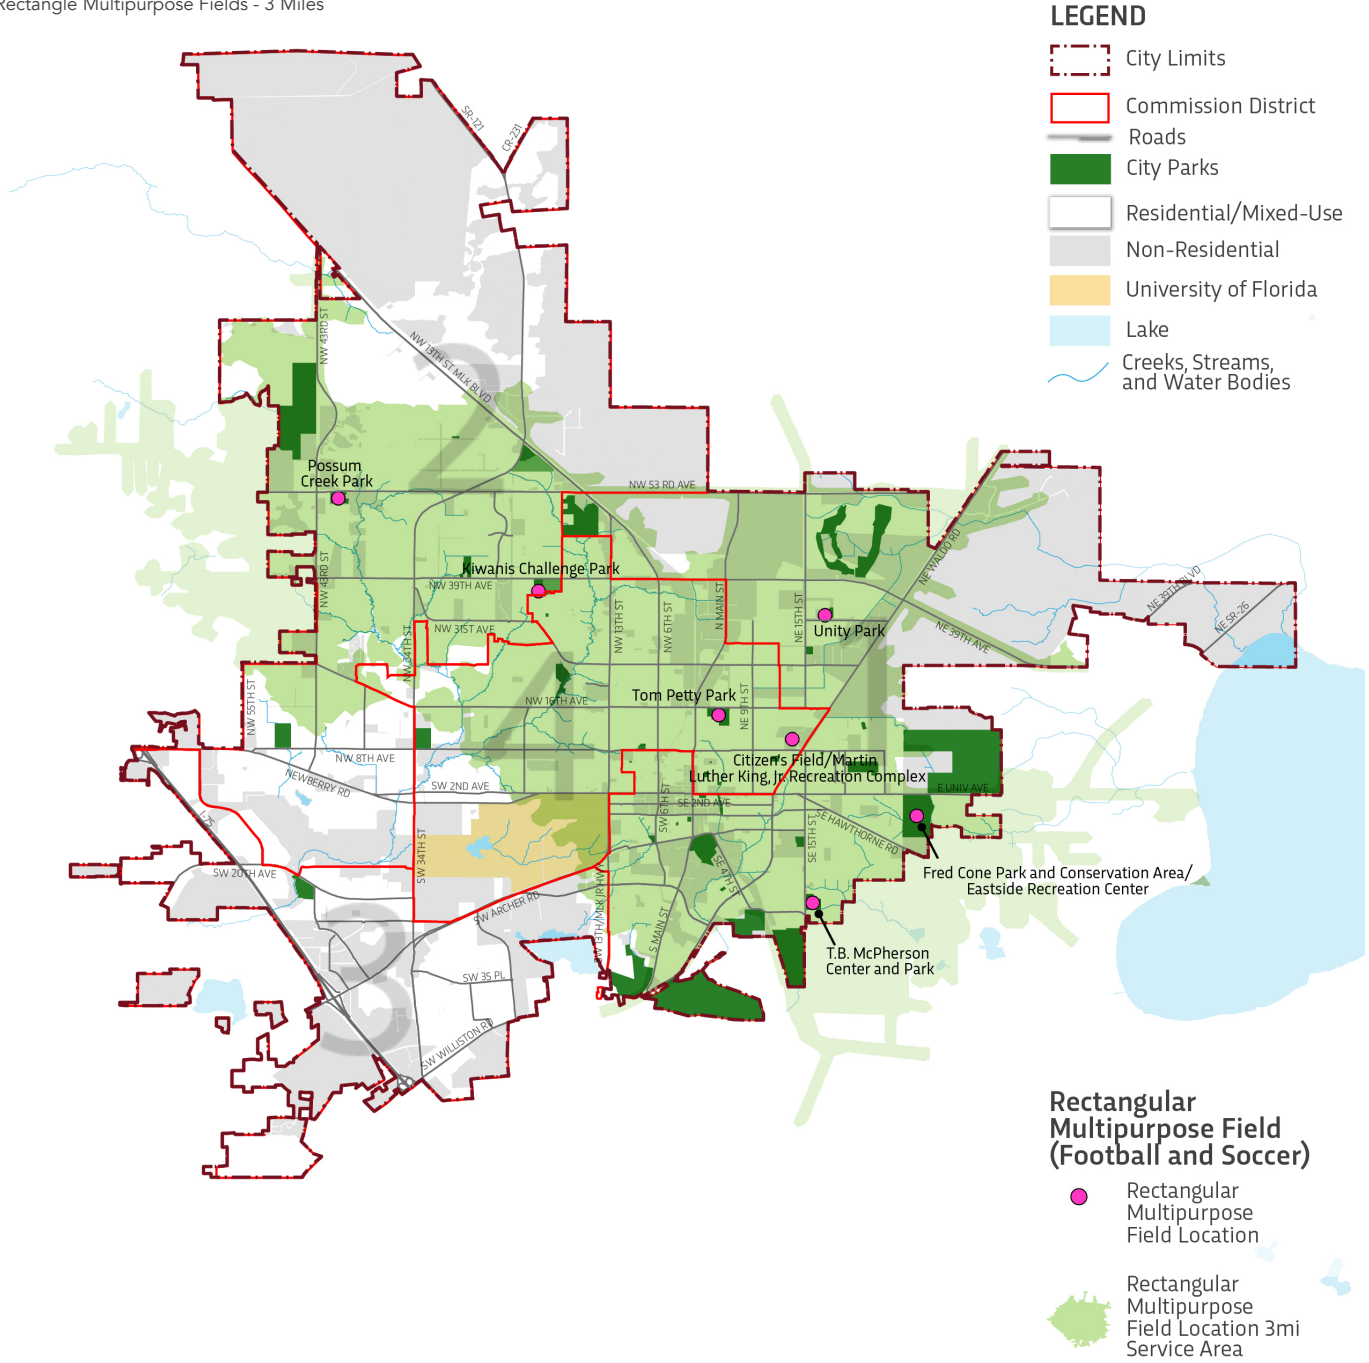 Rectangle Multipurpose Fields - 3 Miles
LEGEND
City Limits
Commission District
Roads
City Parks
Residential/Mixed-Use
Non-Residential
University of Florida
Lake
Creeks, Streams,
and Water Bodies
SR-121
CR-231
NW 43RD ST
NW 13TH ST MLK BLVD
2
Possum
Creek Park
NW 53 RD AVE
NE WALDO RD
Kiwanis Challenge Park
NW 39TH AVE
NW 43RD ST
NE 39TH BLVD
NE SR-26
NW 31ST AVE
NW 34TH ST
NW 13TH ST
NW 6TH ST
N MAIN ST
NE 15TH ST
Unity Park
NE 39TH AVE
1
4
NW 55TH ST
NW 16TH AVE
Tom Petty Park
NE 9TH ST
NW 8TH AVE
Citizen's Field/Martin
Luther King, Jr. Recreation Complex
NEWBERRY RD
SW 2ND AVE
E UNIV AVE
SE 2ND AVE
I-75
SW 6TH ST
SE 15TH ST
SE HAWTHORNE RD
SW 34TH ST
SW 20TH AVE
SE 4TH ST
Fred Cone Park and Conservation Area/
Eastside Recreation Center
SW ARCHER RD
SW 13TH/MLK JR HW
S MAIN ST
T.B. McPherson
Center and Park
3
SW 35 PL
SW WILLISTON RD
Rectangular
Multipurpose Field
(Football and Soccer)
Rectangular
Multipurpose
Field Location
Rectangular
Multipurpose
Field Location 3mi
Service Area